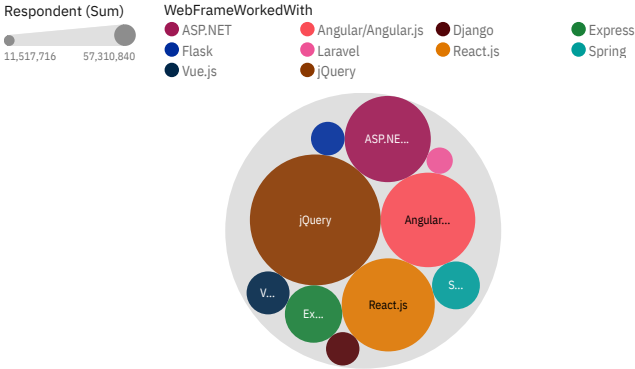 Respondent (Sum)
11,517,716 57,310,840
WebFrameWorkedWith
ASP.NET Angular/Angular.js Django Express
Flask Laravel React.js Spring
Vue.js jQuery
ASP.NE...
jQuery
Angular...
V...
Ex...
React.js
S...